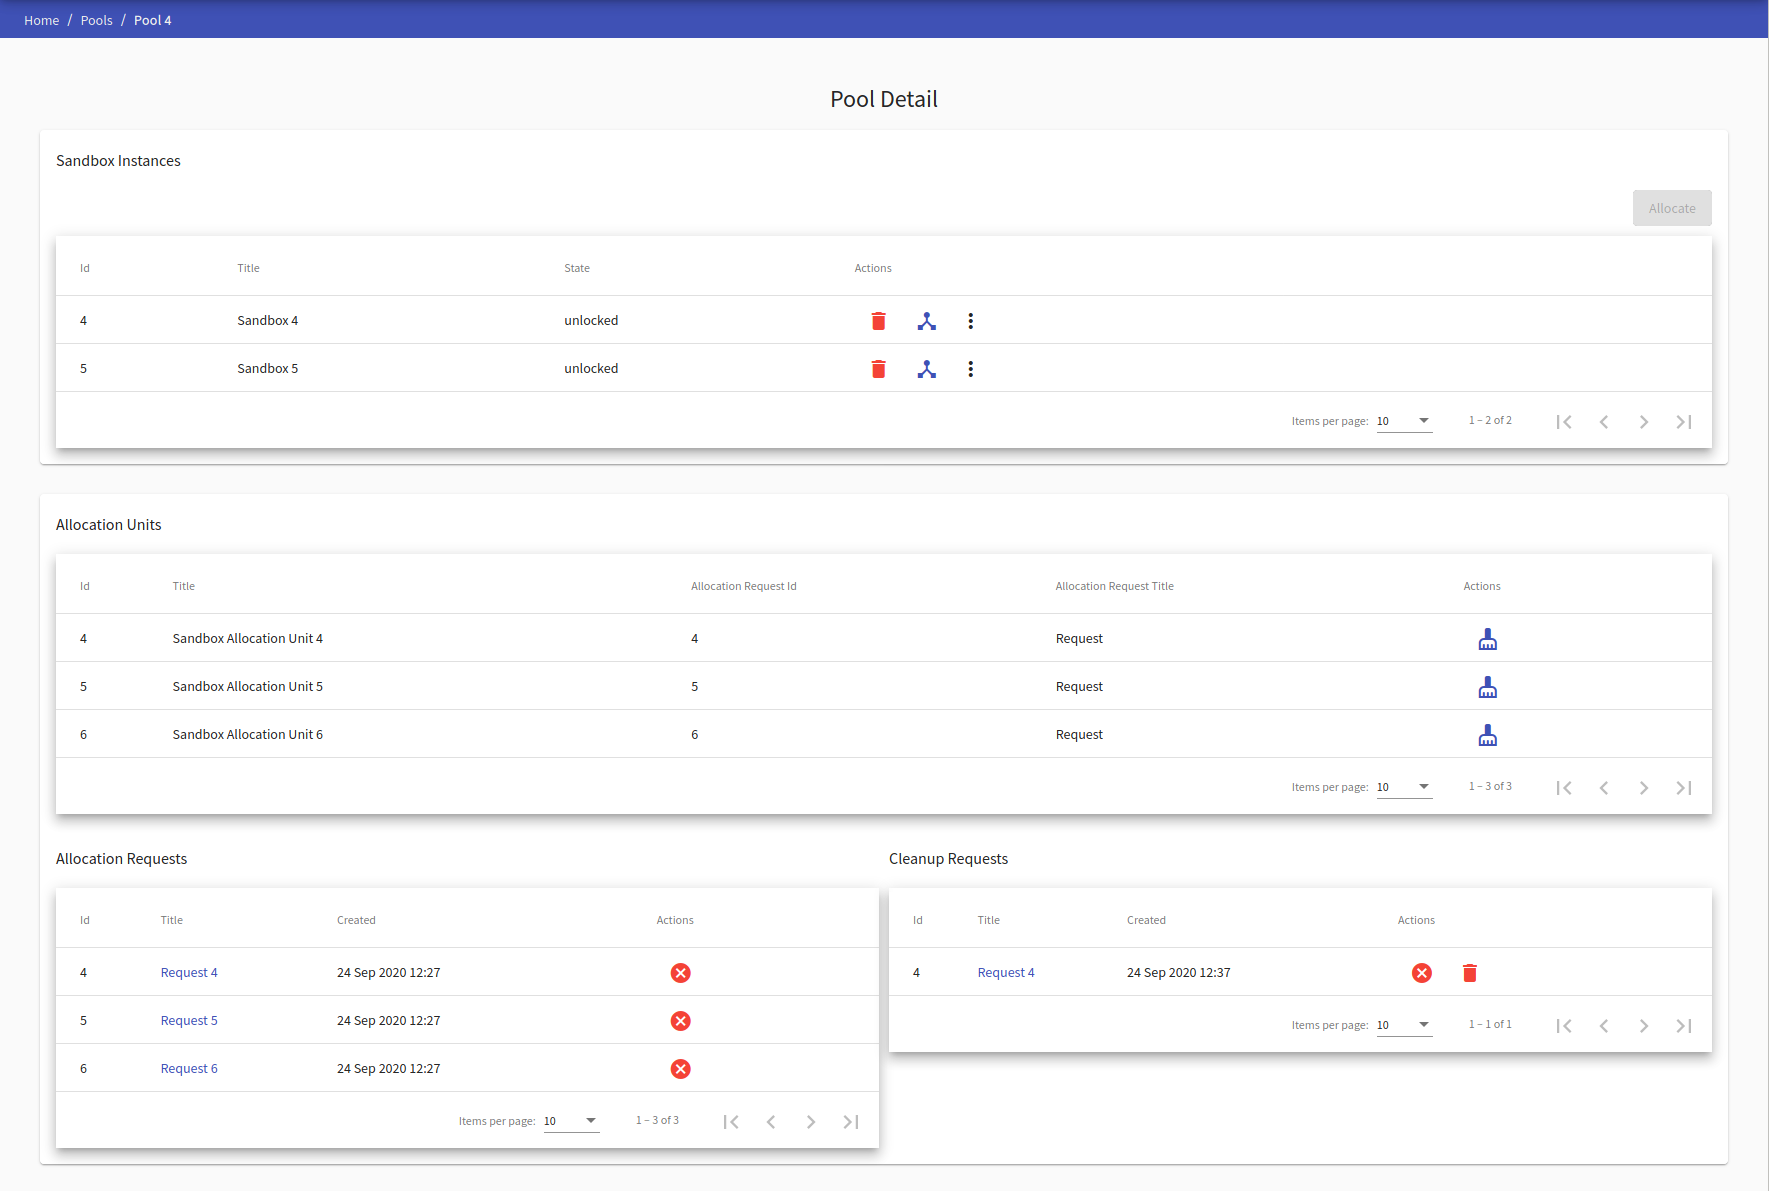 Home / Pools / Pool 4
Pool Detail
Sandbox Instances
Allocate
Id Title State Actions
4 Sandbox 4 unlocked
5 Sandbox 5 unlocked
Items per page: 10 1 – 2 of 2
Allocation Units
Id Title Allocation Request Id Allocation Request Title Actions
4 Sandbox Allocation Unit 4 4 Request
5 Sandbox Allocation Unit 5 5 Request
6 Sandbox Allocation Unit 6 6 Request
Items per page: 10 1 – 3 of 3
Allocation Requests
Id Title Created Actions
4 Request 4 24 Sep 2020 12:27
5 Request 5 24 Sep 2020 12:27
6 Request 6 24 Sep 2020 12:27
Items per page: 10 1 – 3 of 3
Cleanup Requests
Id Title Created Actions
4 Request 4 24 Sep 2020 12:37
Items per page: 10 1 – 1 of 1